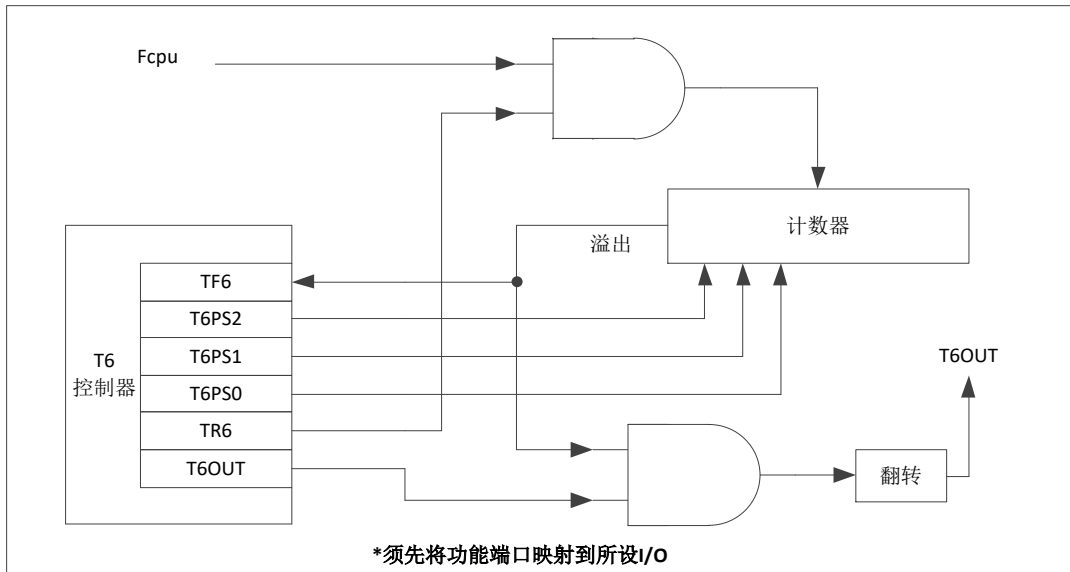 Fcpu
计数器
溢出
TF6
T6PS2
T6PS1
T6
控制器
T6PS0
TR6
T6OUT
T6OUT
翻转
*须先将功能端口映射到所设I/O